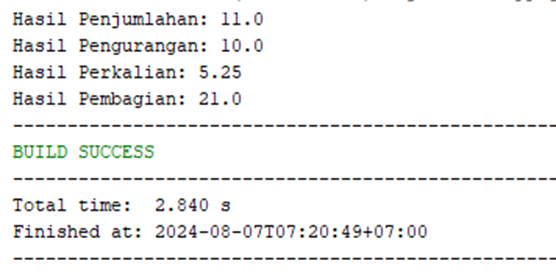 Hasil Penjumlahan: 11.0
Hasil Pengurangan: 10.0
Hasil Perkalian: 5.25
Hasil Pembagian: 21.0
------------------------------------------------------------------------
BUILD SUCCESS
------------------------------------------------------------------------
Total time:  2.840 s
Finished at: 2024-08-07T07:20:49+07:00
------------------------------------------------------------------------